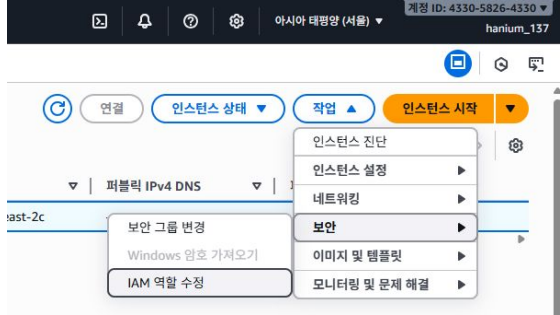 계정 ID: 4330-5826-4330 ▼
아시아 태평양 (서울) ▼
hanium_137
연결
인스턴스 상태 ▼
작업 ▲
인스턴스 시작 ▼
인스턴스 진단
인스턴스 설정
퍼블릭 IPv4 DNS
네트워킹
east-2c
보안 그룹 변경
보안
Windows 암호 가져오기
이미지 및 템플릿
IAM 역할 수정
모니터링 및 문제 해결